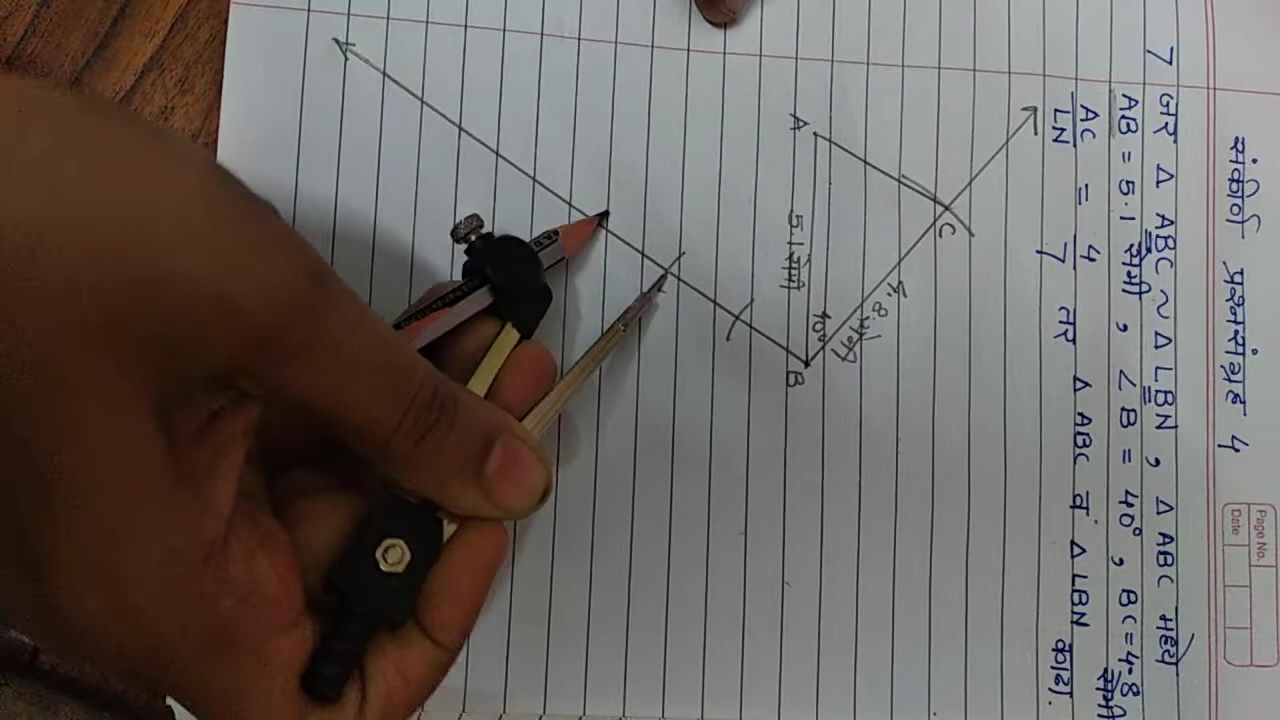 संकीर्ण प्रश्नसंग्रह 4
Page No.
Date
7 जर Δ ABC ~ Δ LBN , Δ ABC मध्ये
AB = 5.1 सेमी , ∠B = 40° , BC = 4.8 सेमी
AC/LN = 4/7 तर Δ ABC व Δ LBN काढा.
A
5.1 सेमी
40°
B
4.8 सेमी
C